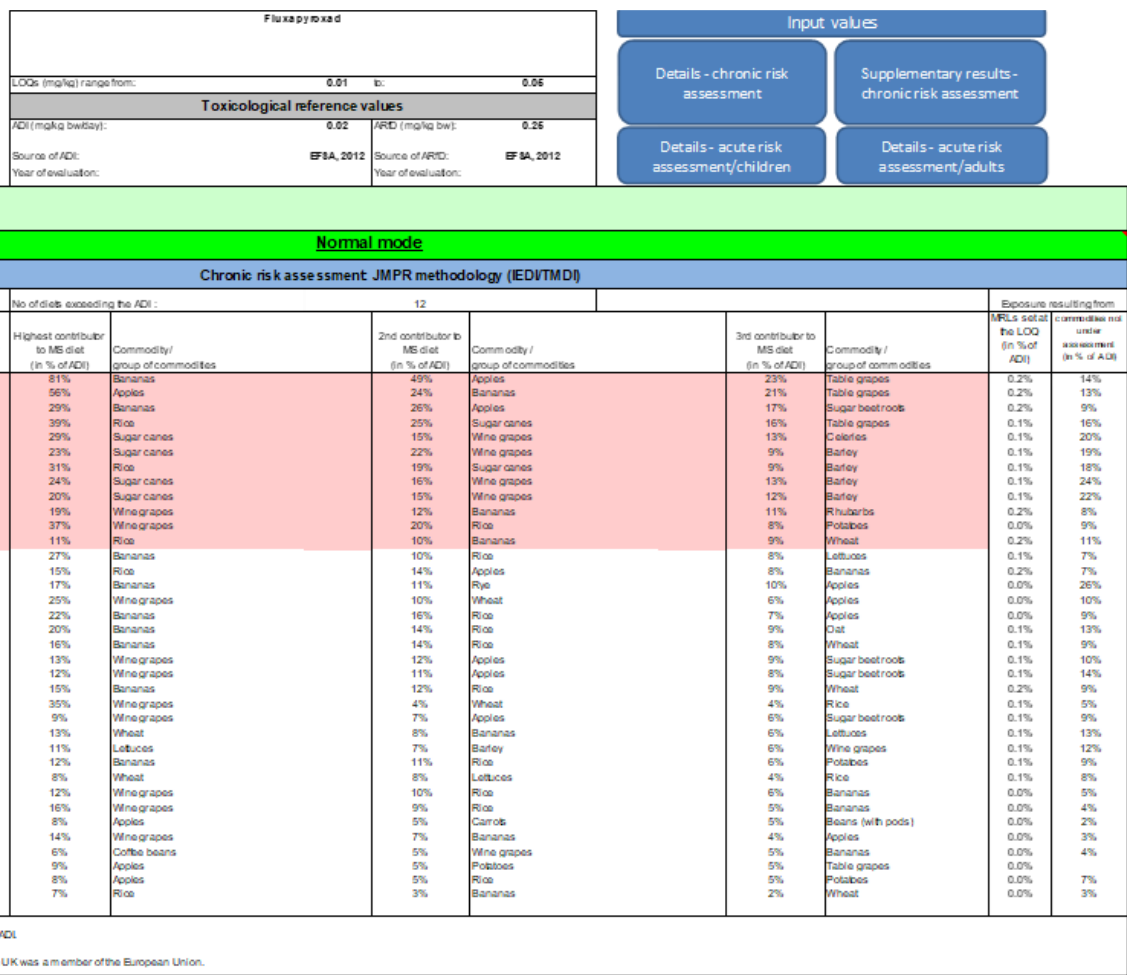 Fluxapyroxad
Input values
Details - chronic risk assessment
Supplementary results - chronic risk assessment
LOQs (mg/kg) range from: 0.01 to: 0.05
Toxicological reference values
ADI (mg/kg bw/day): 0.02 ARfD (mg/kg bw): 0.25
Source of ADI: EFSA, 2012 Source of ARfD: EFSA, 2012
Year of evaluation: Year of evaluation:
Details - acute risk assessment/children
Details - acute risk assessment/adults
Normal mode
Chronic risk assessment: JMPR methodology (IEDI/TMDI)
No of diets exceeding the ADI : 12 Exposure resulting from
Highest contributor to MS diet (in % of ADI) Commodity / group of commodities 2nd contributor to MS diet (in % of ADI) Commodity / group of commodities 3rd contributor to MS diet (in % of ADI) Commodity / group of commodities MRLs set at the LOQ (in % of ADI) commodities not under assessment (in % of ADI)
81% Bananas 49% Apples 23% Table grapes 0.2% 14%
56% Apples 24% Bananas 21% Table grapes 0.2% 13%
29% Bananas 26% Apples 17% Sugar beet roots 0.2% 9%
39% Rice 25% Sugar canes 16% Table grapes 0.1% 16%
29% Sugar canes 15% Wine grapes 13% Celeries 0.1% 20%
23% Sugar canes 22% Wine grapes 9% Barley 0.1% 19%
31% Rice 19% Sugar canes 9% Barley 0.1% 18%
24% Sugar canes 16% Wine grapes 13% Barley 0.1% 24%
20% Sugar canes 15% Wine grapes 12% Barley 0.1% 22%
19% Wine grapes 12% Bananas 11% Rhubarbs 0.2% 8%
37% Wine grapes 20% Rice 8% Potatoes 0.0% 9%
11% Rice 10% Bananas 9% Wheat 0.2% 11%
27% Bananas 10% Rice 8% Lettuces 0.1% 7%
15% Rice 14% Apples 8% Bananas 0.2% 7%
17% Bananas 11% Rye 10% Apples 0.0% 26%
25% Wine grapes 10% Wheat 6% Apples 0.0% 10%
22% Bananas 16% Rice 7% Apples 0.0% 9%
20% Bananas 14% Rice 9% Oat 0.1% 13%
16% Bananas 14% Rice 8% Wheat 0.1% 9%
13% Wine grapes 12% Apples 9% Sugar beet roots 0.1% 10%
12% Wine grapes 11% Apples 8% Sugar beet roots 0.1% 14%
15% Bananas 12% Rice 9% Wheat 0.2% 9%
35% Wine grapes 4% Wheat 4% Rice 0.1% 5%
9% Wine grapes 7% Apples 6% Sugar beet roots 0.1% 9%
13% Wheat 8% Bananas 6% Lettuces 0.1% 13%
11% Lettuces 7% Barley 6% Wine grapes 0.1% 12%
12% Bananas 11% Rice 6% Potatoes 0.1% 9%
8% Wheat 8% Lettuces 4% Rice 0.1% 8%
12% Wine grapes 10% Rice 6% Bananas 0.0% 5%
16% Wine grapes 9% Rice 5% Bananas 0.0% 4%
8% Apples 5% Carrots 5% Beans (with pods) 0.0% 2%
14% Wine grapes 7% Bananas 4% Apples 0.0% 3%
6% Coffee beans 5% Wine grapes 5% Bananas 0.0% 4%
9% Apples 5% Potatoes 5% Table grapes 0.0%
8% Apples 5% Rice 5% Potatoes 0.0% 7%
7% Rice 3% Bananas 2% Wheat 0.0% 3%
ADI.
UK was a member of the European Union.